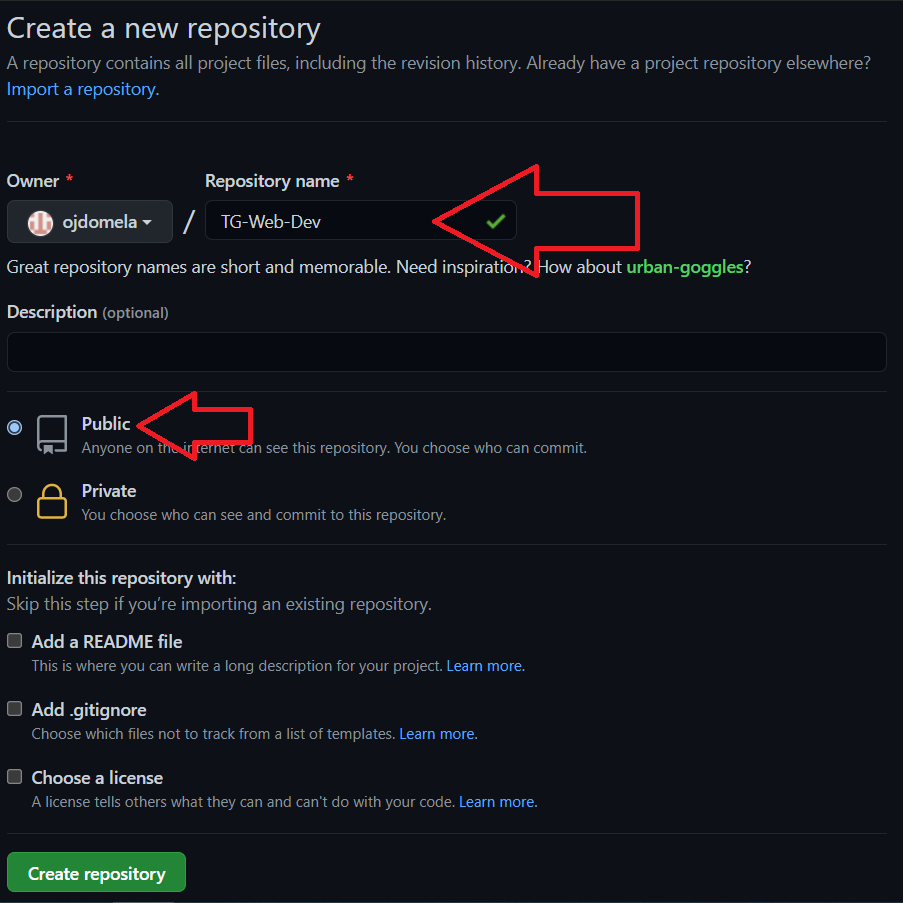 Create a new repository
A repository contains all project files, including the revision history. Already have a project repository elsewhere?
Import a repository.
Owner * Repository name *
ojdomela / TG-Web-Dev
Great repository names are short and memorable. Need inspiration? How about urban-goggles?
Description (optional)
Public
Anyone on the internet can see this repository. You choose who can commit.
Private
You choose who can see and commit to this repository.
Initialize this repository with:
Skip this step if you’re importing an existing repository.
Add a README file
This is where you can write a long description for your project. Learn more.
Add .gitignore
Choose which files not to track from a list of templates. Learn more.
Choose a license
A license tells others what they can and can't do with your code. Learn more.
Create repository